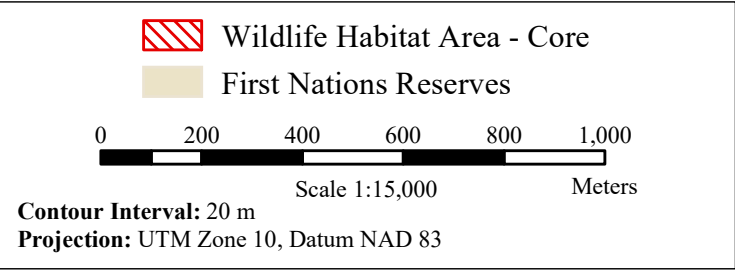 Wildlife Habitat Area - Core
First Nations Reserves
0 200 400 600 800 1,000
Scale 1:15,000 Meters
Contour Interval: 20 m
Projection: UTM Zone 10, Datum NAD 83